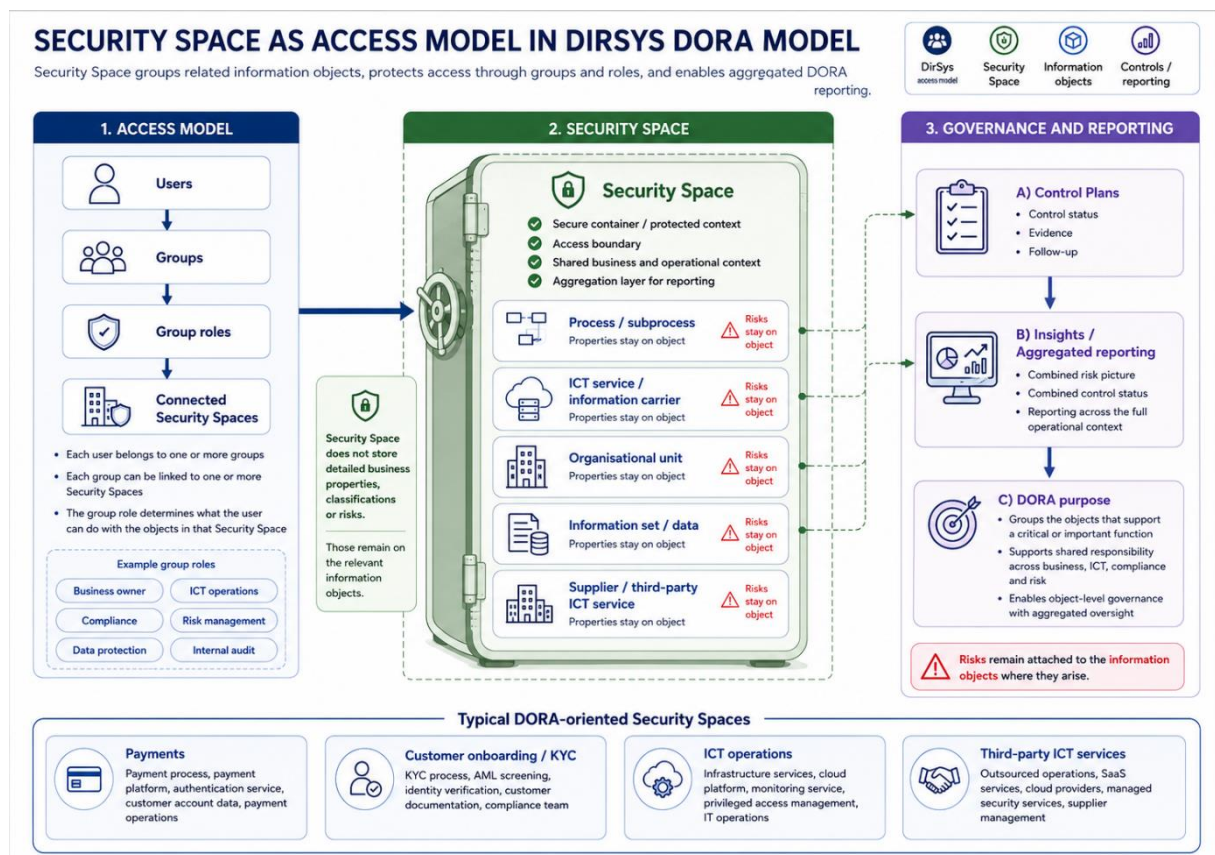 SECURITY SPACE AS ACCESS MODEL IN DIRSYS DORA MODEL
Security Space groups related information objects, protects access through groups and roles, and enables aggregated DORA
reporting.
DirSys
access model
Security
Space
Information
objects
Controls /
reporting
1. ACCESS MODEL
Users
Groups
Group roles
Connected
Security Spaces
• Each user belongs to one or more groups
• Each group can be linked to one or more
Security Spaces
• The group role determines what the user
can do with the objects in that Security Space
Example group roles
Business owner
ICT operations
Compliance
Risk management
Data protection
Internal audit
Security Space
does not store
detailed business
properties,
classifications
or risks.
Those remain on
the relevant
information
objects.
2. SECURITY SPACE
Security Space
Secure container / protected context
Access boundary
Shared business and operational context
Aggregation layer for reporting
Process / subprocess
Properties stay on object
Risks
stay on
object
ICT service /
information carrier
Properties stay on object
Risks
stay on
object
Organisational unit
Properties stay on object
Risks
stay on
object
Information set / data
Properties stay on object
Risks
stay on
object
Supplier / third-party
ICT service
Properties stay on object
Risks
stay on
object
3. GOVERNANCE AND REPORTING
A) Control Plans
• Control status
• Evidence
• Follow-up
B) Insights /
Aggregated reporting
• Combined risk picture
• Combined control status
• Reporting across the full
operational context
C) DORA purpose
• Groups the objects that support
a critical or important function
• Supports shared responsibility
across business, ICT, compliance
and risk
• Enables object-level governance
with aggregated oversight
Risks remain attached to the information
objects where they arise.
Typical DORA-oriented Security Spaces
Payments
Payment process, payment
platform, authentication service,
customer account data, payment
operations
Customer onboarding / KYC
KYC process, AML screening,
identity verification, customer
documentation, compliance team
ICT operations
Infrastructure services, cloud
platform, monitoring service,
privileged access management,
IT operations
Third-party ICT services
Outsourced operations, SaaS
services, cloud providers, managed
security services, supplier
management